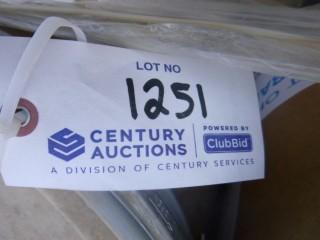 LOT NO
1251
CENTURY AUCTIONS
POWERED BY ClubBid
A DIVISION OF CENTURY SERVICES